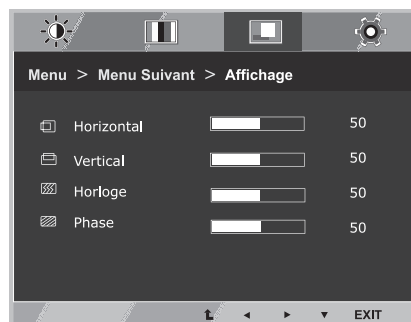 Menu > Menu Suivant > Affichage
Horizontal 50
Vertical 50
Horloge 50
Phase 50
EXIT